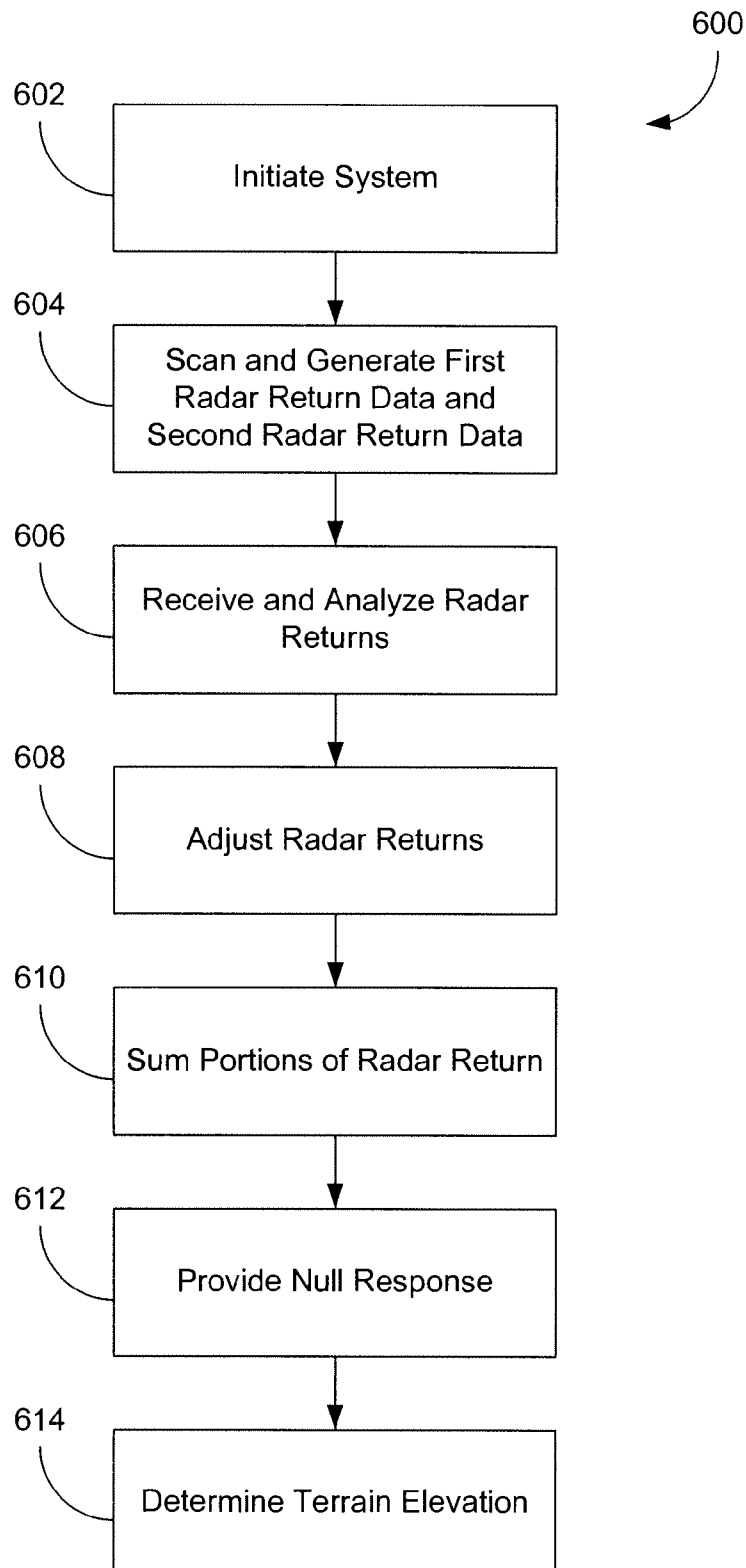 600
602
Initiate System
604
Scan and Generate First
Radar Return Data and
Second Radar Return Data
606
Receive and Analyze Radar
Returns
608
Adjust Radar Returns
610
Sum Portions of Radar Return
612
Provide Null Response
614
Determine Terrain Elevation